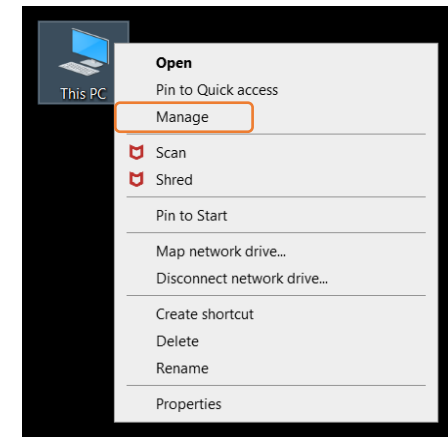 This PC
Open
Pin to Quick access
Manage
Scan
Shred
Pin to Start
Map network drive...
Disconnect network drive...
Create shortcut
Delete
Rename
Properties